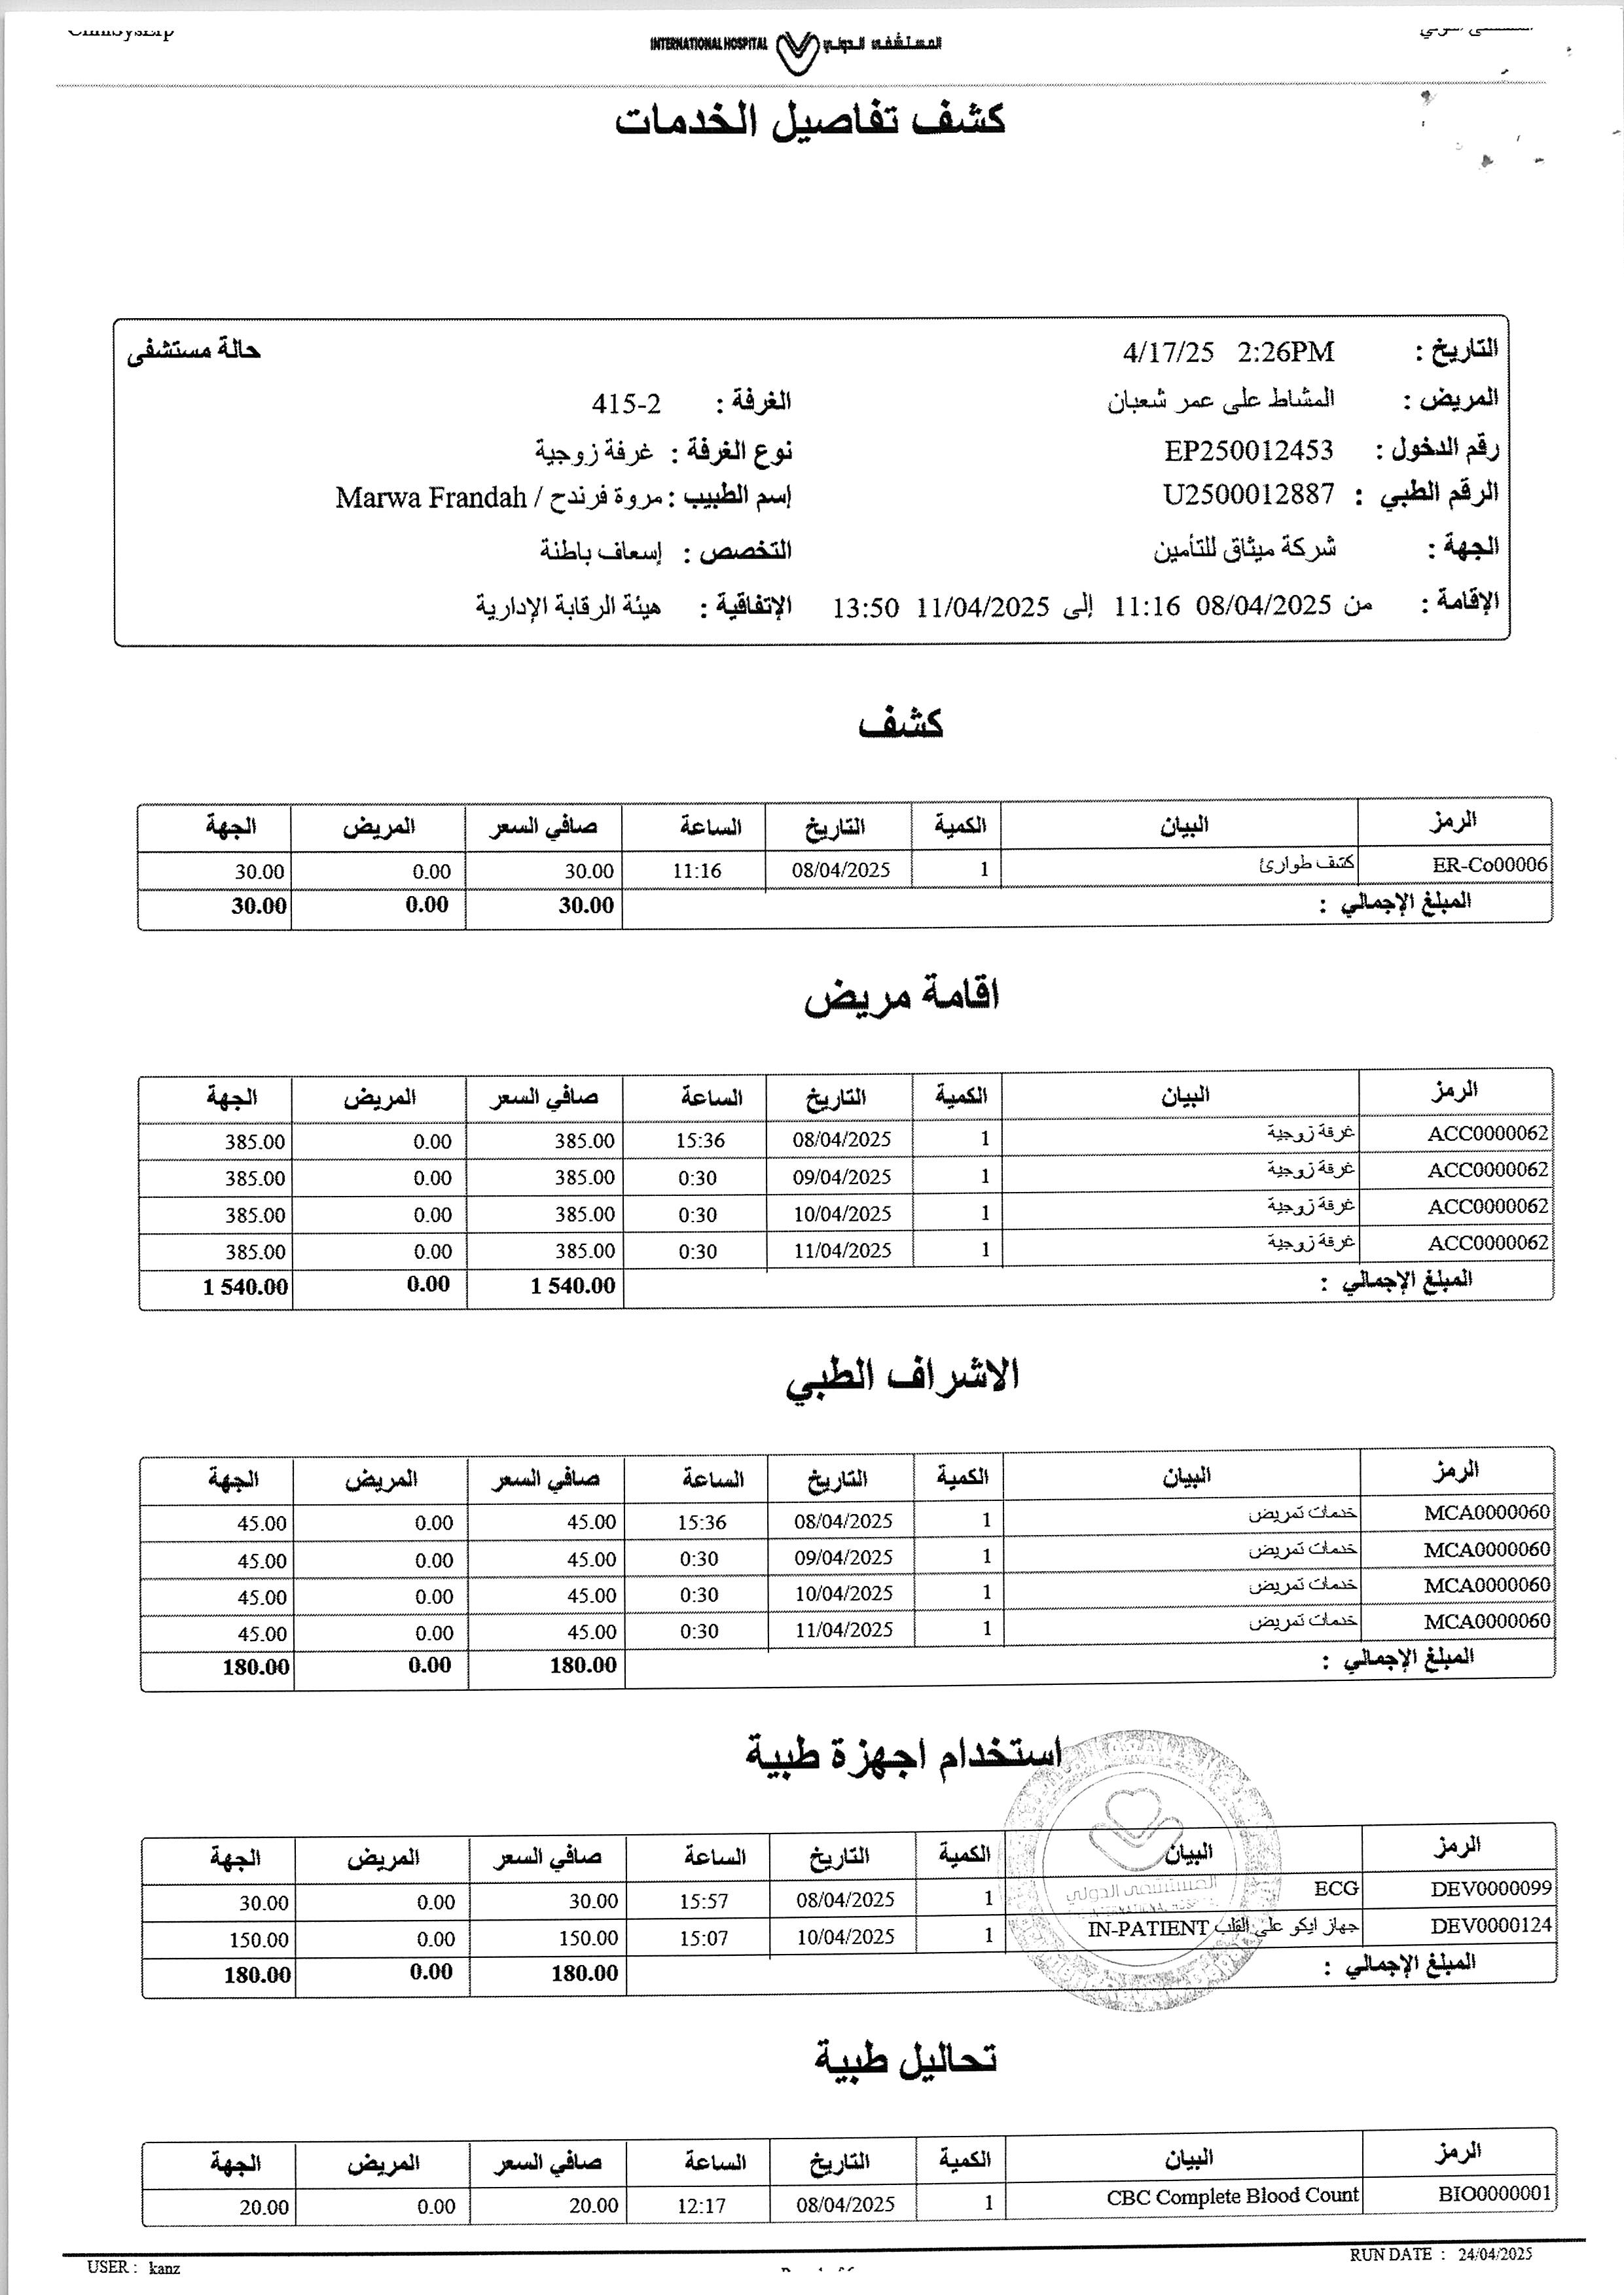 INTERNATIONAL HOSPITAL المستشفى الدولي
كشف تفاصيل الخدمات
التاريخ : 4/17/25 2:26PM حالة مستشفى
المريض : المشاط على عمر شعبان الغرفة : 415-2
رقم الدخول : EP250012453 نوع الغرفة : غرفة زوجية
الرقم الطبي : U2500012887 إسم الطبيب : مروة فرندح / Marwa Frandah
الجهة : شركة ميثاق للتأمين التخصص : إسعاف باطنة
الإقامة : من 08/04/2025 11:16 إلى 11/04/2025 13:50 الإتفاقية : هيئة الرقابة الإدارية
كشف
الرمز البيان الكمية التاريخ الساعة صافي السعر المريض الجهة
ER-Co00006 كشف طوارئ 1 08/04/2025 11:16 30.00 0.00 30.00
المبلغ الإجمالي : 30.00 0.00 30.00
اقامة مريض
الرمز البيان الكمية التاريخ الساعة صافي السعر المريض الجهة
ACC0000062 غرفة زوجية 1 08/04/2025 15:36 385.00 0.00 385.00
ACC0000062 غرفة زوجية 1 09/04/2025 0:30 385.00 0.00 385.00
ACC0000062 غرفة زوجية 1 10/04/2025 0:30 385.00 0.00 385.00
ACC0000062 غرفة زوجية 1 11/04/2025 0:30 385.00 0.00 385.00
المبلغ الإجمالي : 1 540.00 0.00 1 540.00
الاشراف الطبي
الرمز البيان الكمية التاريخ الساعة صافي السعر المريض الجهة
MCA0000060 خدمات تمريض 1 08/04/2025 15:36 45.00 0.00 45.00
MCA0000060 خدمات تمريض 1 09/04/2025 0:30 45.00 0.00 45.00
MCA0000060 خدمات تمريض 1 10/04/2025 0:30 45.00 0.00 45.00
MCA0000060 خدمات تمريض 1 11/04/2025 0:30 45.00 0.00 45.00
المبلغ الإجمالي : 180.00 0.00 180.00
استخدام اجهزة طبية
الرمز البيان الكمية التاريخ الساعة صافي السعر المريض الجهة
DEV0000099 ECG 1 08/04/2025 15:57 30.00 0.00 30.00
DEV0000124 جهاز ايكو على القلب IN-PATIENT 1 10/04/2025 15:07 150.00 0.00 150.00
المبلغ الإجمالي : 180.00 0.00 180.00
المستشفى الدولي
تحاليل طبية
الرمز البيان الكمية التاريخ الساعة صافي السعر المريض الجهة
BIO0000001 CBC Complete Blood Count 1 08/04/2025 12:17 20.00 0.00 20.00
USER : kanz RUN DATE : 24/04/2025